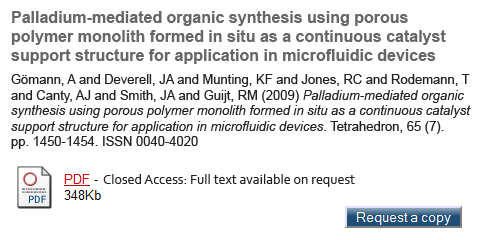 Palladium-mediated organic synthesis using porous
polymer monolith formed in situ as a continuous catalyst
support structure for application in microfluidic devices
Gömann, A and Deverell, JA and Munting, KF and Jones, RC and Rodemann, T
and Canty, AJ and Smith, JA and Guijt, RM (2009) Palladium-mediated organic
synthesis using porous polymer monolith formed in situ as a continuous catalyst
support structure for application in microfluidic devices. Tetrahedron, 65 (7).
pp. 1450-1454. ISSN 0040-4020
PDF - Closed Access: Full text available on request
348Kb
PDF
Request a copy